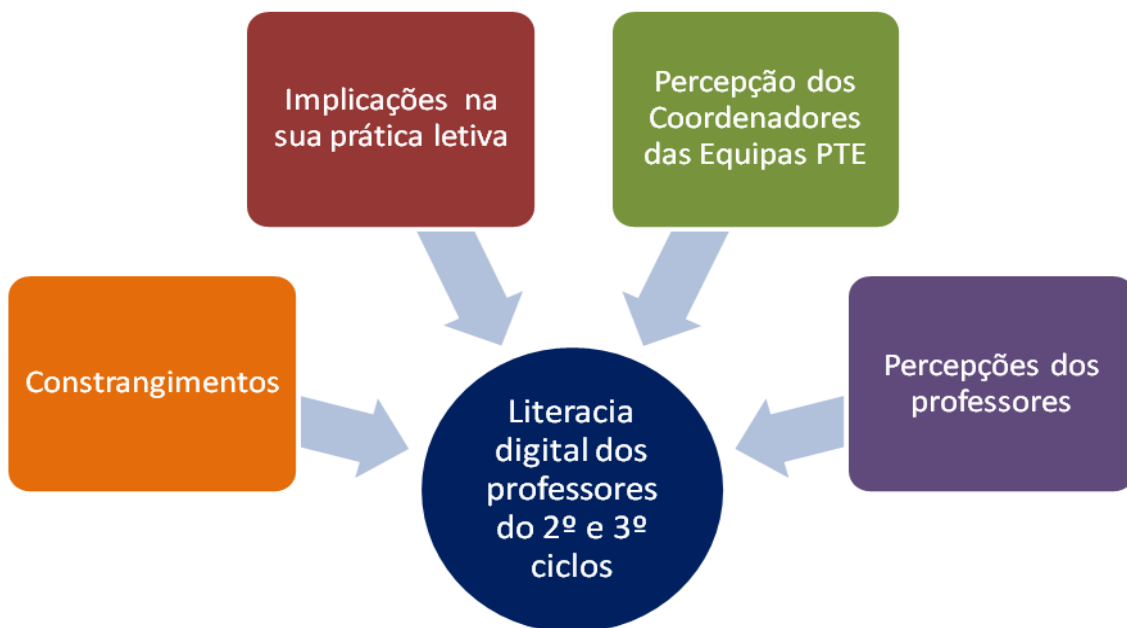 Implicações na
sua prática letiva
Percepção dos
Coordenadores
das Equipas PTE
Constrangimentos
Percepções dos
professores
Literacia
digital dos
professores
do 2º e 3º
ciclos